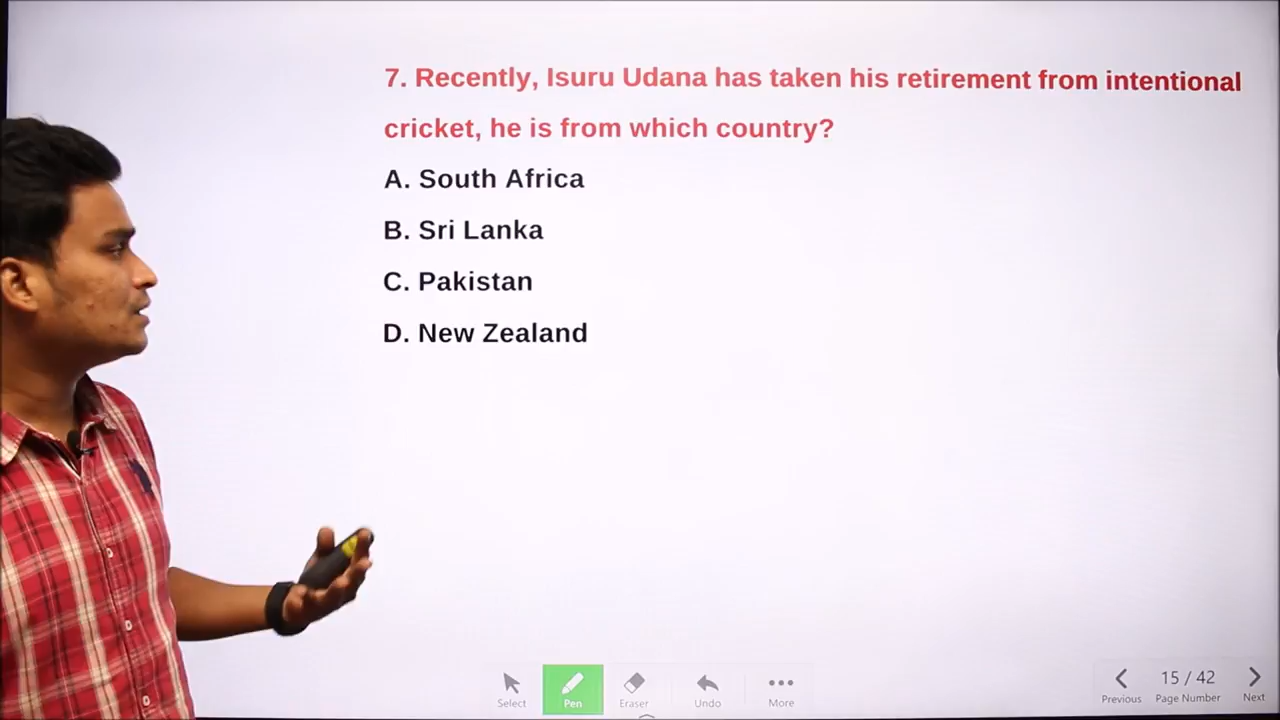 7. Recently, Isuru Udana has taken his retirement from intentional
cricket, he is from which country?
A. South Africa
B. Sri Lanka
C. Pakistan
D. New Zealand
Select
Pen
Eraser
Undo
More
Previous
15 / 42
Page Number
Next